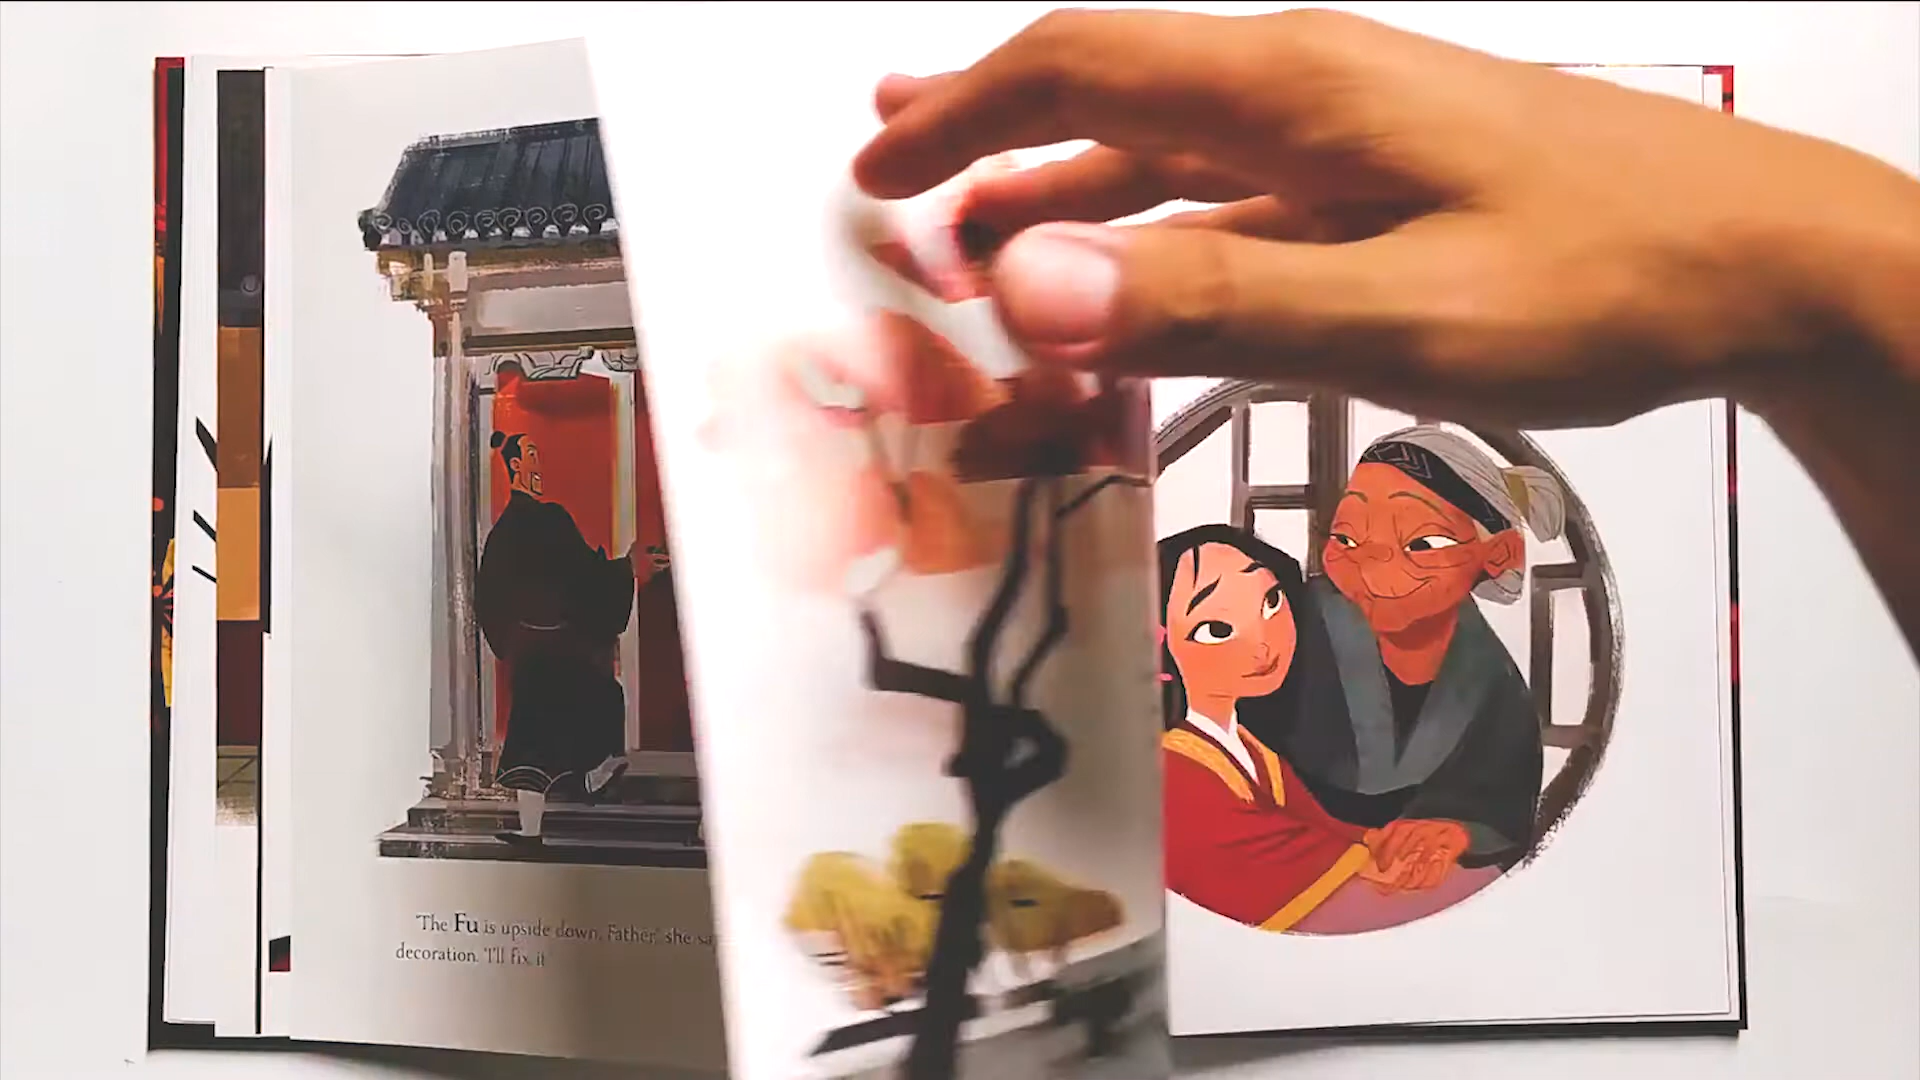 "The Fu is upside down, Father," she sa
decoration. "I'll fix it